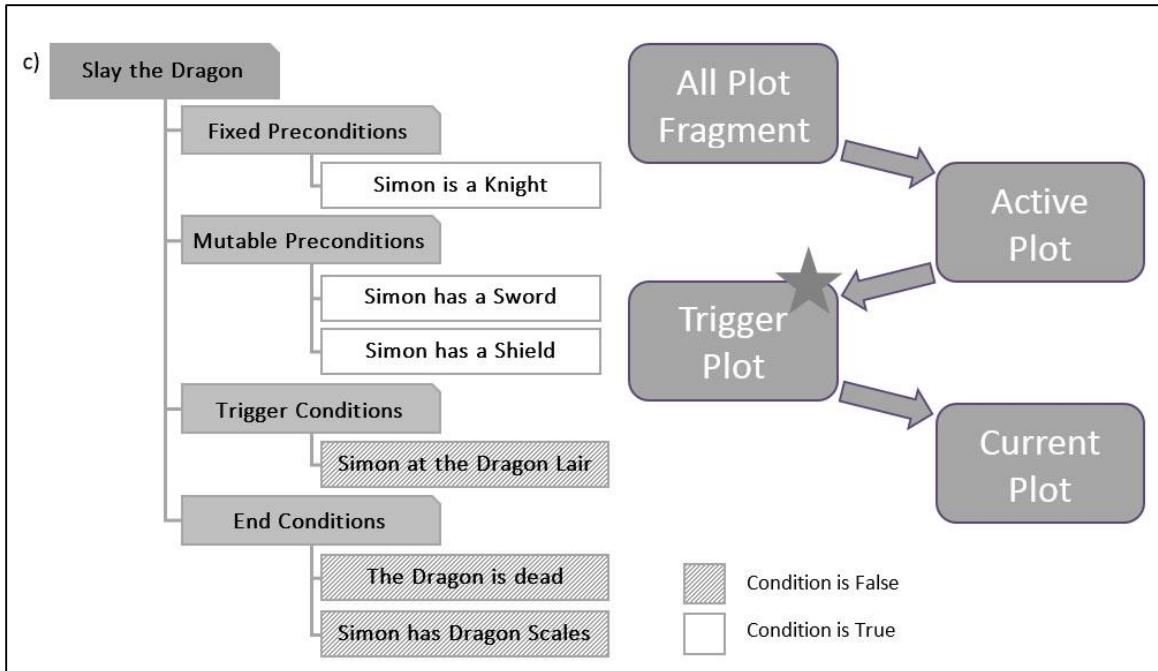 c)
Slay the Dragon
Fixed Preconditions
Simon is a Knight
Mutable Preconditions
Simon has a Sword
Simon has a Shield
Trigger Conditions
Simon at the Dragon Lair
End Conditions
The Dragon is dead
Simon has Dragon Scales
All Plot
Fragment
Active
Plot
Trigger
Plot
Current
Plot
Condition is False
Condition is True